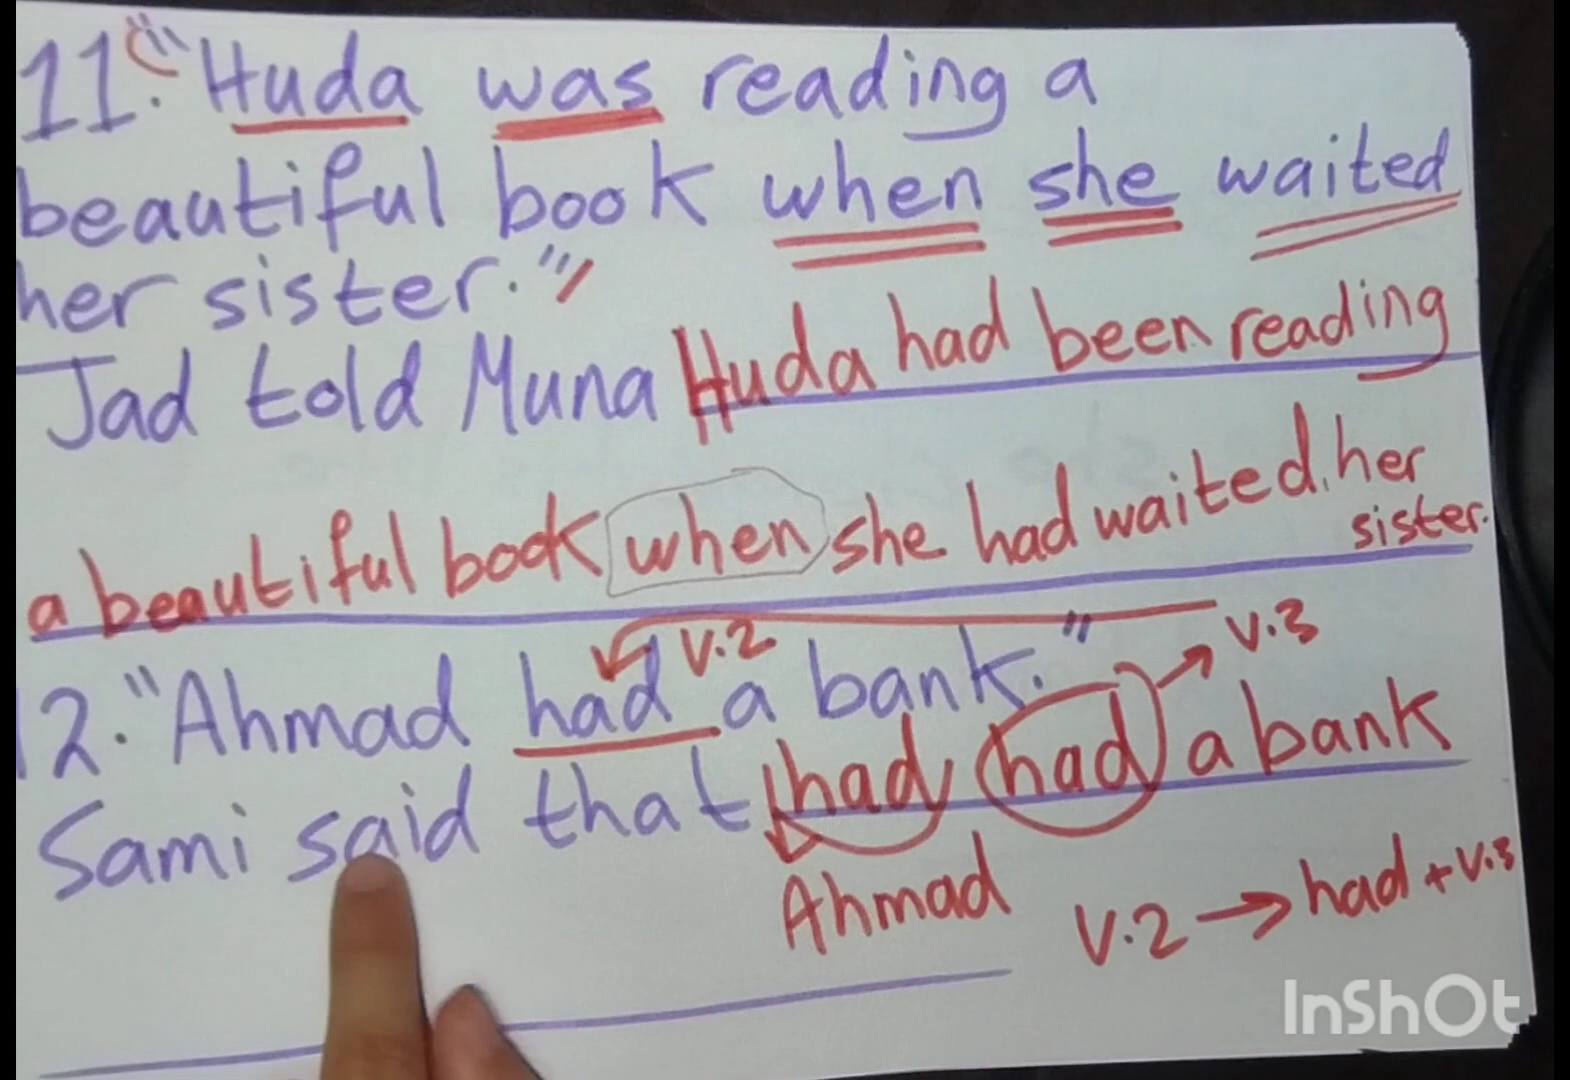 11. "Huda was reading a
beautiful book when she waited
her sister."
Jad told Muna Huda had been reading
a beautiful book when she had waited her
sister.
V.2
V.3
12. "Ahmad had a bank."
Sami said that had had a bank
Ahmad
V.2 → had + V.3
InShOt